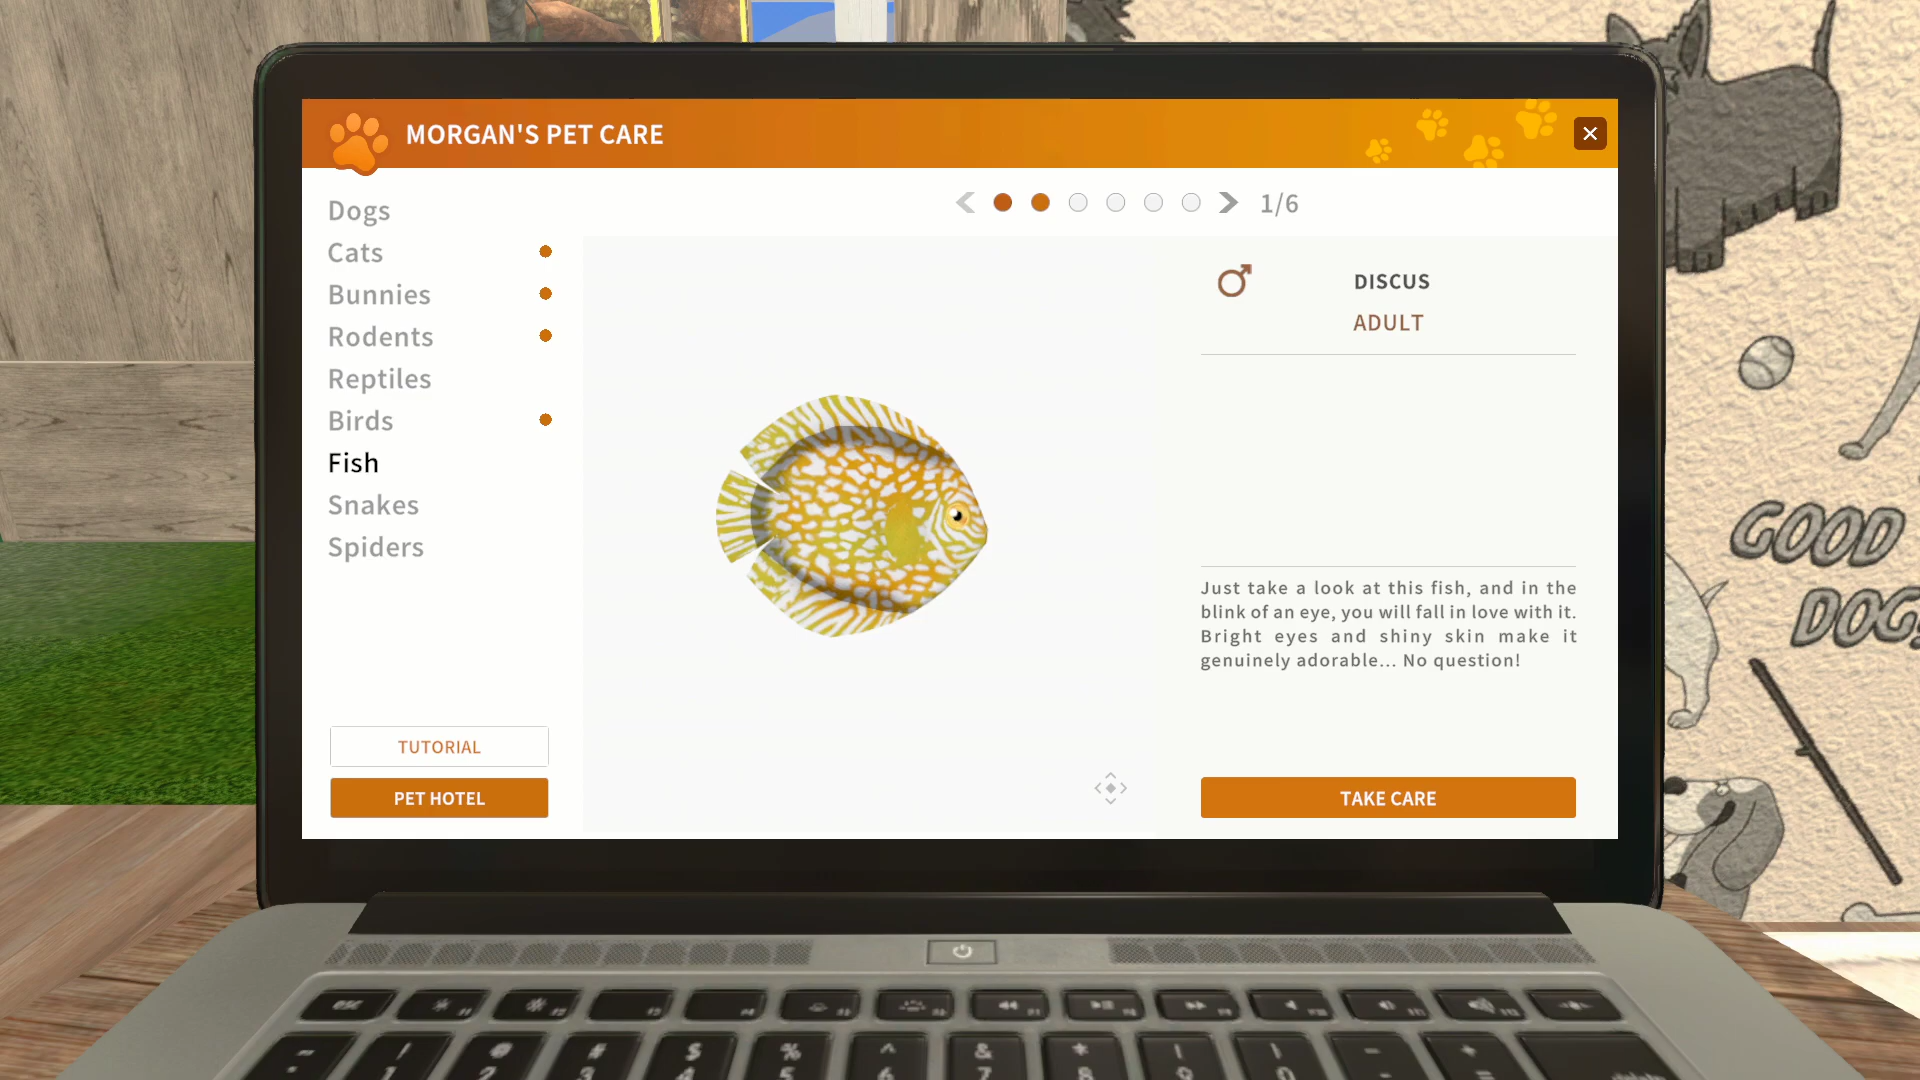 MORGAN'S PET CARE
Dogs
Cats
Bunnies
Rodents
Reptiles
Birds
Fish
Snakes
Spiders
TUTORIAL
PET HOTEL
1/6
DISCUS
ADULT
Just take a look at this fish, and in the
blink of an eye, you will fall in love with it.
Bright eyes and shiny skin make it
genuinely adorable... No question!
TAKE CARE
GOOD
DOG
esc